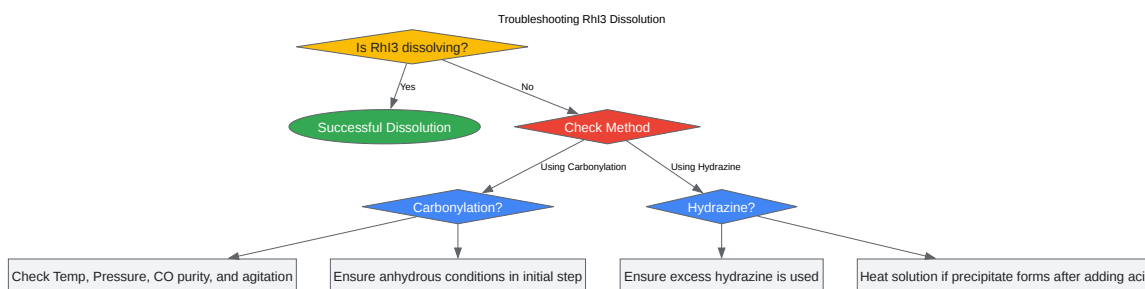 Troubleshooting RhI3 Dissolution
Is RhI3 dissolving?
Yes
No
Successful Dissolution
Check Method
Using Carbonylation
Using Hydrazine
Carbonylation?
Hydrazine?
Check Temp, Pressure, CO purity, and agitation
Ensure anhydrous conditions in initial step
Ensure excess hydrazine is used
Heat solution if precipitate forms after adding